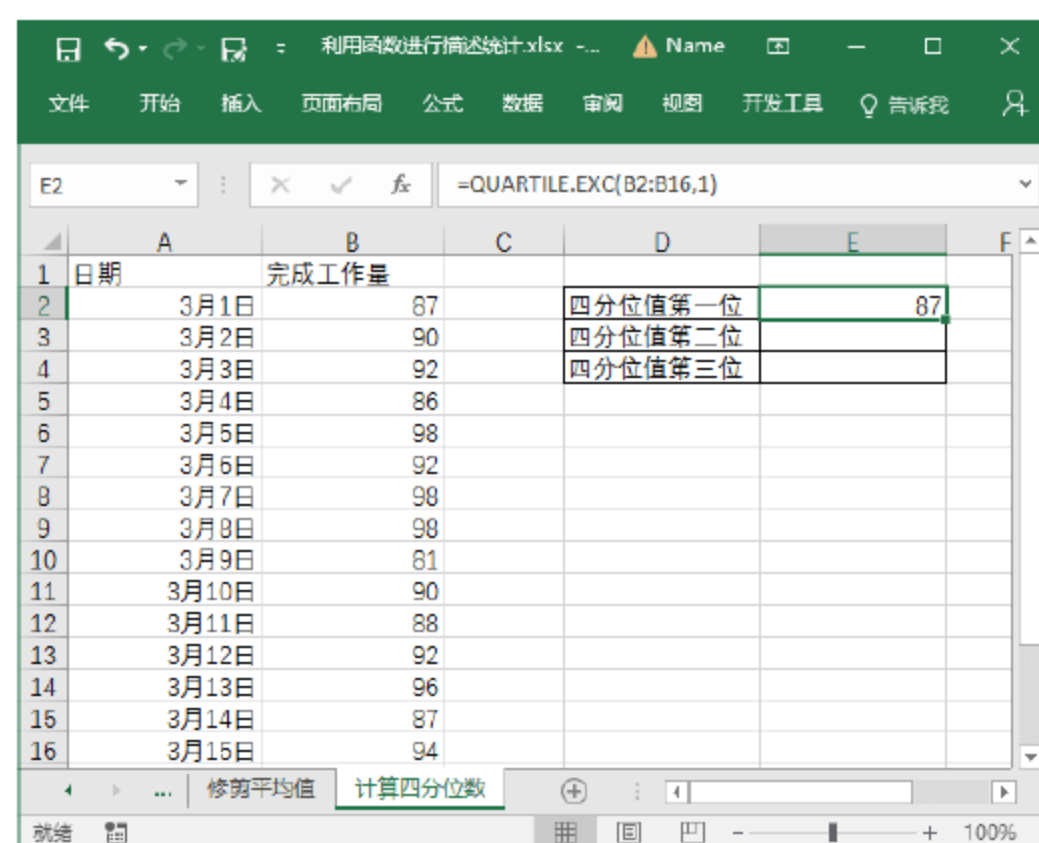 利用函数进行描述统计.xlsx -... Name
文件 开始 插入 页面布局 公式 数据 审阅 视图 开发工具 告诉我
E2 fx =QUARTILE.EXC(B2:B16,1)
A B C D E F
1 日期 完成工作量
2 3月1日 87 四分位值第一位 87
3 3月2日 90 四分位值第二位
4 3月3日 92 四分位值第三位
5 3月4日 86
6 3月5日 98
7 3月6日 92
8 3月7日 98
9 3月8日 98
10 3月9日 81
11 3月10日 90
12 3月11日 88
13 3月12日 92
14 3月13日 96
15 3月14日 87
16 3月15日 94
... 修剪平均值 计算四分位数
就绪 100%